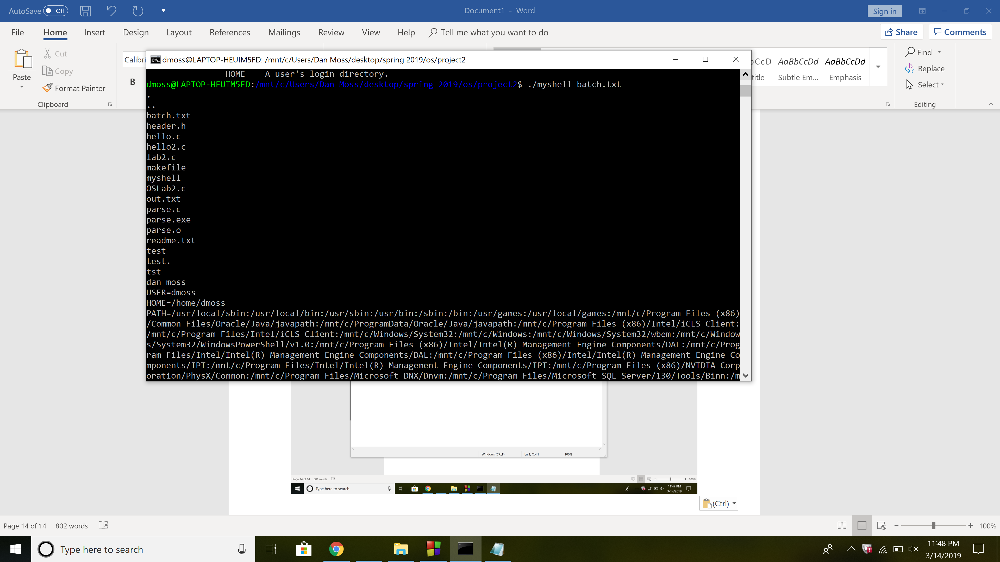 AutoSave Off
Document1 - Word
Sign in
File Home Insert Design Layout References Mailings Review View Help Tell me what you want to do
Share Comments
Paste
Cut
Copy
Format Painter
Clipboard
Calibri
B
Subtle Em...
AaBbCcDd
Emphasis
AaBbCcDd
Find
Replace
Select
Editing
dmoss@LAPTOP-HEUIM5FD: /mnt/c/Users/Dan Moss/desktop/spring 2019/os/project2
HOME    A user's login directory.
dmoss@LAPTOP-HEUIM5FD:/mnt/c/Users/Dan Moss/desktop/spring 2019/os/project2$ ./myshell batch.txt
.
..
batch.txt
header.h
hello.c
hello2.c
lab2.c
makefile
myshell
OSLab2.c
out.txt
parse.c
parse.exe
parse.o
readme.txt
test
test.
tst
dan moss
USER=dmoss
HOME=/home/dmoss
PATH=/usr/local/sbin:/usr/local/bin:/usr/sbin:/usr/bin:/sbin:/bin:/usr/games:/usr/local/games:/mnt/c/Program Files (x86)
/Common Files/Oracle/Java/javapath:/mnt/c/ProgramData/Oracle/Java/javapath:/mnt/c/Program Files (x86)/Intel/iCLS Client:
/mnt/c/Program Files/Intel/iCLS Client:/mnt/c/Windows/System32:/mnt/c/Windows:/mnt/c/Windows/System32/wbem:/mnt/c/Window
s/System32/WindowsPowerShell/v1.0:/mnt/c/Program Files (x86)/Intel/Intel(R) Management Engine Components/DAL:/mnt/c/Prog
ram Files/Intel/Intel(R) Management Engine Components/DAL:/mnt/c/Program Files (x86)/Intel/Intel(R) Management Engine Co
mponents/IPT:/mnt/c/Program Files/Intel/Intel(R) Management Engine Components/IPT:/mnt/c/Program Files (x86)/NVIDIA Corp
oration/PhysX/Common:/mnt/c/Program Files/Microsoft DNX/Dnvm:/mnt/c/Program Files/Microsoft SQL Server/130/Tools/Binn:/m
Windows (CRLF) Ln 1, Col 1 100%
Page 14 of 14 801 words 100%
Type here to search
11:47 PM
3/14/2019
(Ctrl)
Page 14 of 14 802 words 100%
Type here to search
11:48 PM
3/14/2019